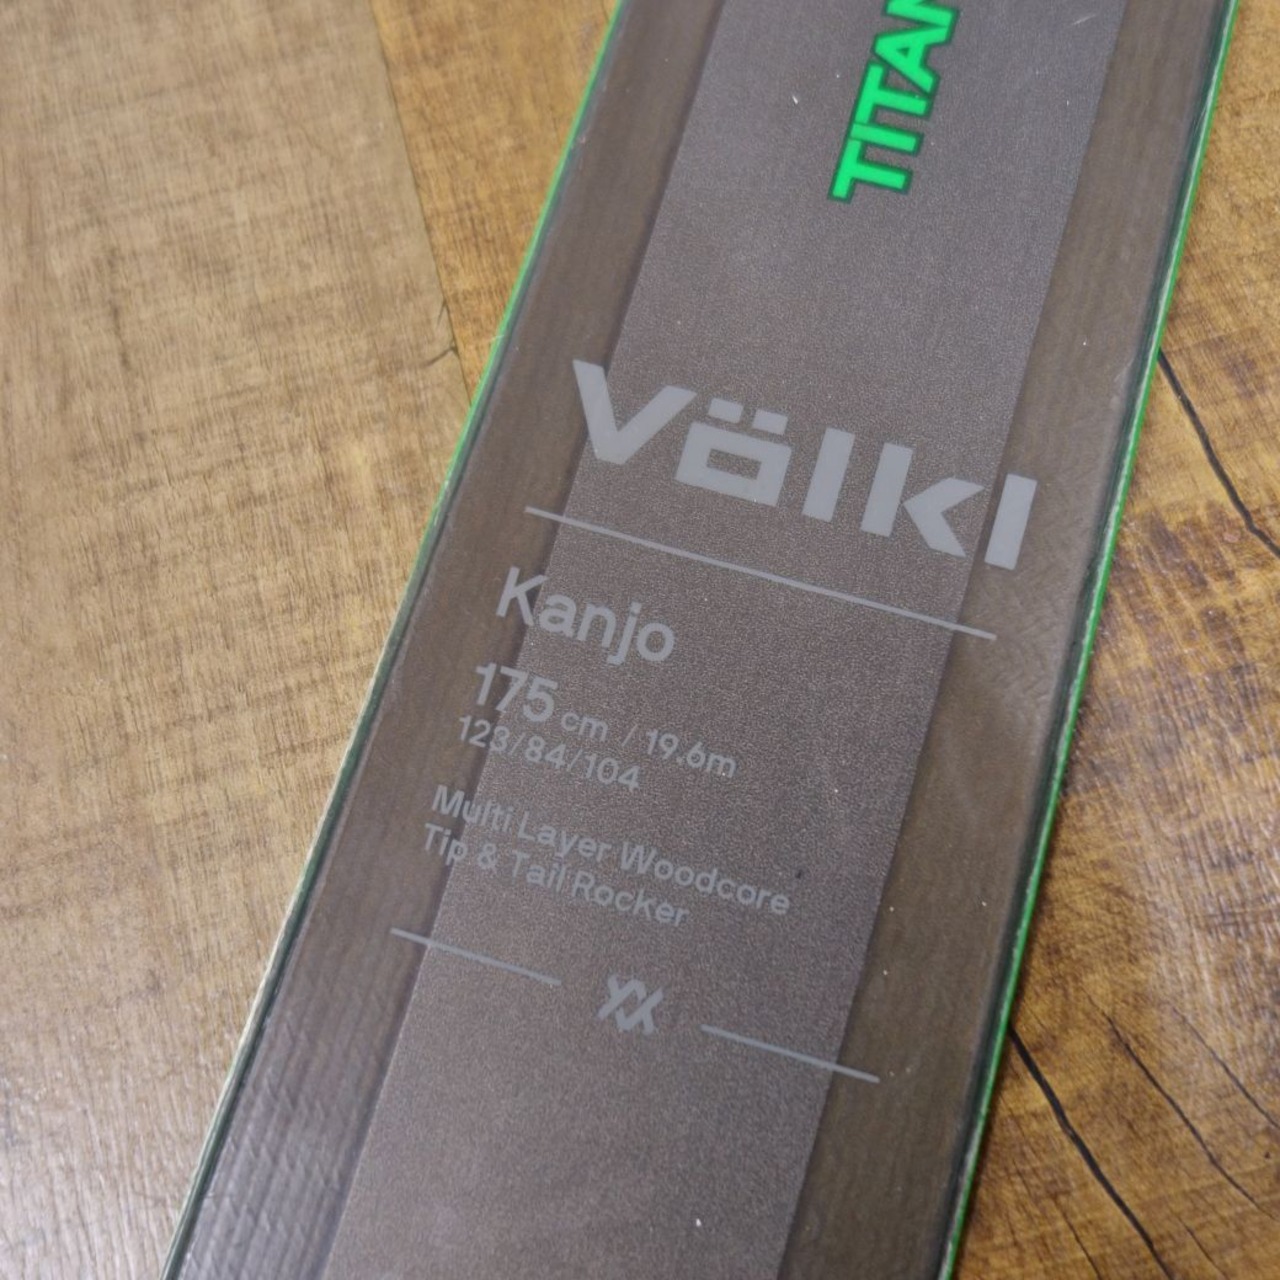 TITAN
Völkl
Kanjo
175 cm / 19.6m
123/84/104
Multi Layer Woodcore
Tip & Tail Rocker